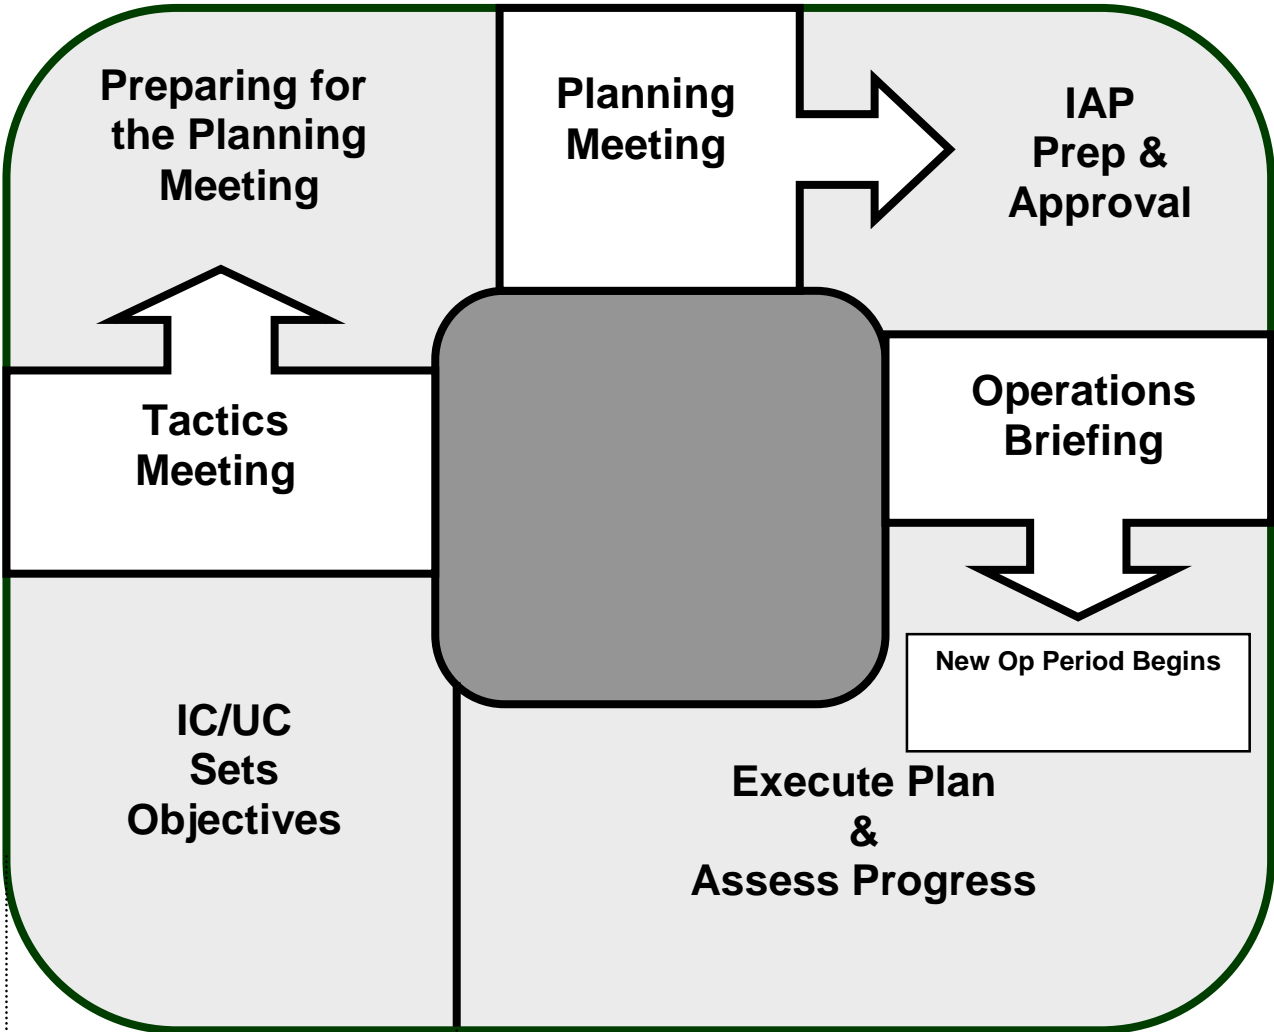 Preparing for
the Planning
Meeting
Planning
Meeting
IAP
Prep &
Approval
Tactics
Meeting
Operations
Briefing
New Op Period Begins
IC/UC
Sets
Objectives
Execute Plan
&
Assess Progress